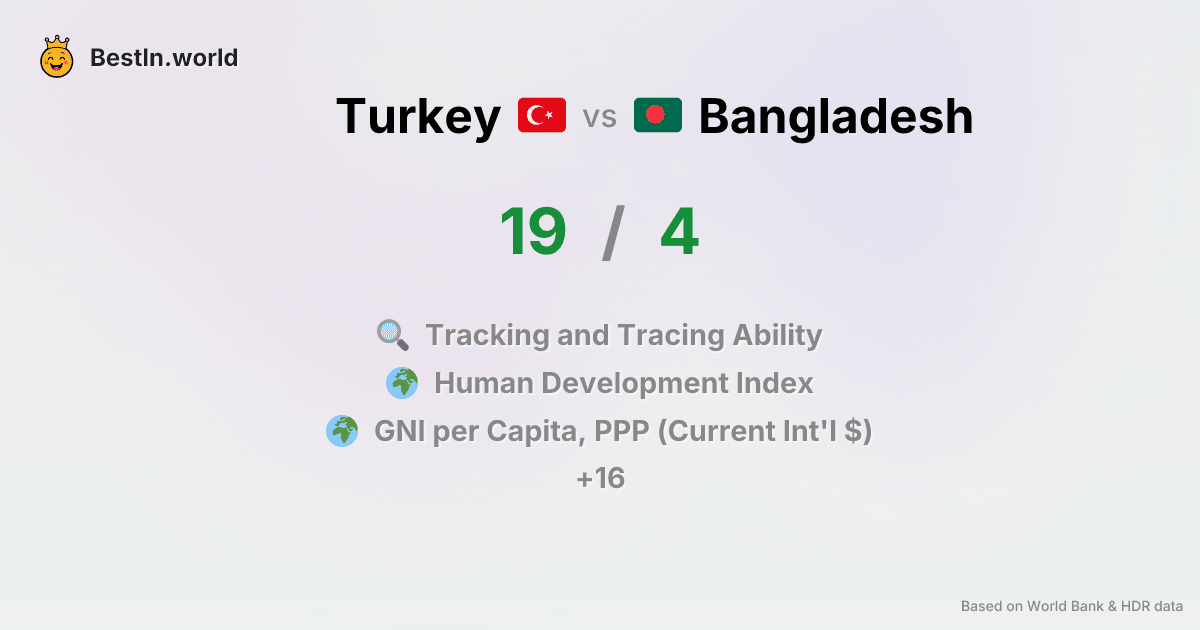 BestIn.world
Turkey vs Bangladesh
19 / 4
Tracking and Tracing Ability
Human Development Index
GNI per Capita, PPP (Current Int'l $)
+16
Based on World Bank & HDR data